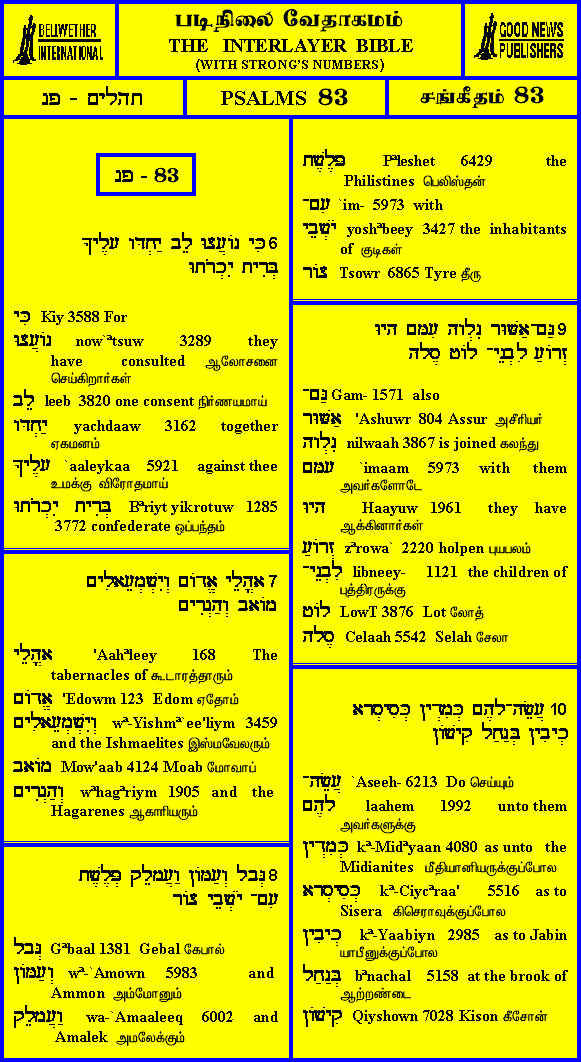 BELLWETHER
INTERNATIONAL
படிநிலை வேதாகமம்
THE INTERLAYER BIBLE
(WITH STRONG'S NUMBERS)
GOOD NEWS
PUBLISHERS
תהלים - פג
PSALMS 83
சங்கீதம் 83
פג - 83
6 כִּי נוֹעֲצוּ לֵב יַחְדּוּ עָלֶיךָ
בְּרִית יִכְרֹתוּ
כִּי Kiy 3588 For
נוֹעֲצוּ now`ªtsuw 3289 they
have consulted ஆலோசனை
செய்கிறார்கள்
לֵב leeb 3820 one consent நிர்ணயமாய்
יַחְדּוּ yachdaaw 3162 together
ஏகமனம்
עָלֶיךָ `aaleykaa 5921 against thee
உமக்கு விரோதமாய்
בְּרִית יִכְרֹתוּ Bªriyt yikrotuw 1285
3772 confederate ஒப்பந்தம்
7 אָהֳלֵי אֱדוֹם וְיִשְׁמְעֵאלִים
מוֹאָב וְהַגְרִים
אָהֳלֵי 'Aahªleey 168 The
tabernacles of கூடாரத்தாரும்
אֱדוֹם 'Edowm 123 Edom ஏதோம்
וְיִשְׁמְעֵאלִים wª-Yishmª`ee'liym 3459
and the Ishmaelites இஸ்மவேலரும்
מוֹאָב Mow'aab 4124 Moab மோவாப்
וְהַגְרִים wªhagªriym 1905 and the
Hagarenes ஆகாரியரும்
8 גְּבָל וְעַמּוֹן וַעֲמָלֵק פְּלֶשֶׁת
עִם־ יֹשְׁבֵי צוֹר
גְּבָל Gªbaal 1381 Gebal கேபால்
וְעַמּוֹן wª-`Amown 5983 and
Ammon அம்மோனும்
וַעֲמָלֵק wa-`Amaaleeq 6002 and
Amalek அமலேக்கும்
פְּלֶשֶׁת Pªleshet 6429 the
Philistines பெலிஸ்தன்
עִם־ `im- 5973 with
יֹשְׁבֵי yoshªbeey 3427 the inhabitants
of குடிகள்
צוֹר Tsowr 6865 Tyre தீரு
9 גַּם־אַשּׁוּר נִלְוָה עִמָּם הָיוּ
זְרוֹעַ לִבְנֵי־ לוֹט סֶלָה
גַּם־ Gam- 1571 also
אַשּׁוּר 'Ashuwr 804 Assur அசீரியர்
נִלְוָה nilwaah 3867 is joined கலந்து
עִמָּם `imaam 5973 with them
அவர்களோடே
הָיוּ Haayuw 1961 they have
ஆக்கினார்கள்
זְרוֹעַ zªrowa` 2220 holpen புயபலம்
לִבְנֵי־ libneey- 1121 the children of
புத்திரருக்கு
לוֹט LowT 3876 Lot லோத்
סֶלָה Celaah 5542 Selah சேலா
10 עֲשֵׂה־לָהֶם כְּמִדְיָן כְּסִיסְרָא
כְיָבִין בְּנַחַל קִישׁוֹן
עֲשֵׂה־ `Aseeh- 6213 Do செய்யும்
לָהֶם laahem 1992 unto them
அவர்களுக்கு
כְּמִדְיָן kª-Midªyaan 4080 as unto the
Midianites மீதியானியருக்குப்போல
כְּסִיסְרָא kª-Ciycªraa' 5516 as to
Sisera கிசெராவுக்குப்போல
כְיָבִין kª-Yaabiyn 2985 as to Jabin
யாபீனுக்குப்போல
בְּנַחַל bªnachal 5158 at the brook of
ஆற்றண்டை
קִישׁוֹן Qiyshown 7028 Kison கீசோன்